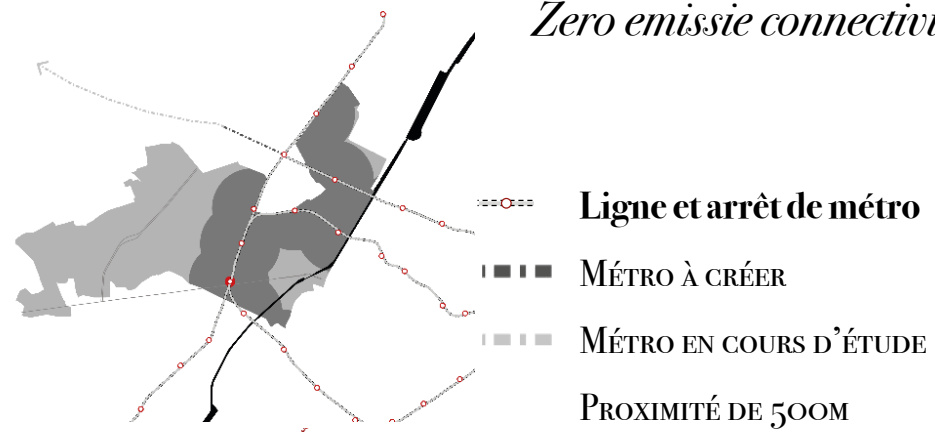 Zero emissie connectivi
Ligne et arrêt de métro
Métro à créer
Métro en cours d'étude
Proximité de 500m